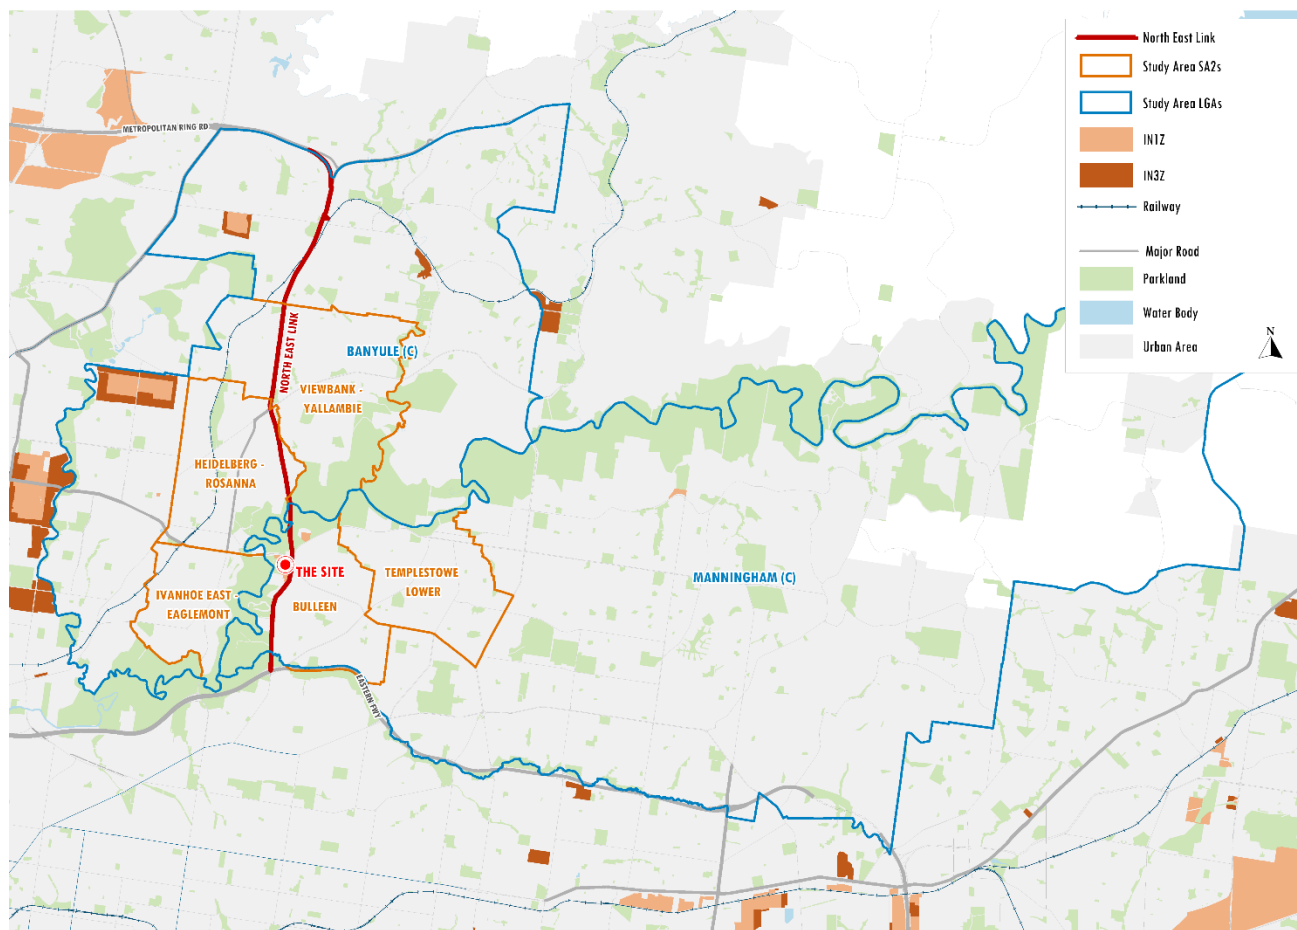 North East Link
Study Area SA2s
Study Area LGAs
IN1Z
IN3Z
Railway
Major Road
Parkland
Water Body
Urban Area
N
METROPOLITAN RING RD
NORTH EAST LINK
BANYULE (C)
VIEWBANK -
YALLAMBIE
HEIDELBERG -
ROSANNA
THE SITE
TEMPLESTOWE
LOWER
MANNINGHAM (C)
IVANHOE EAST -
EAGLEMONT
BULLEEN
EASTERN FWY